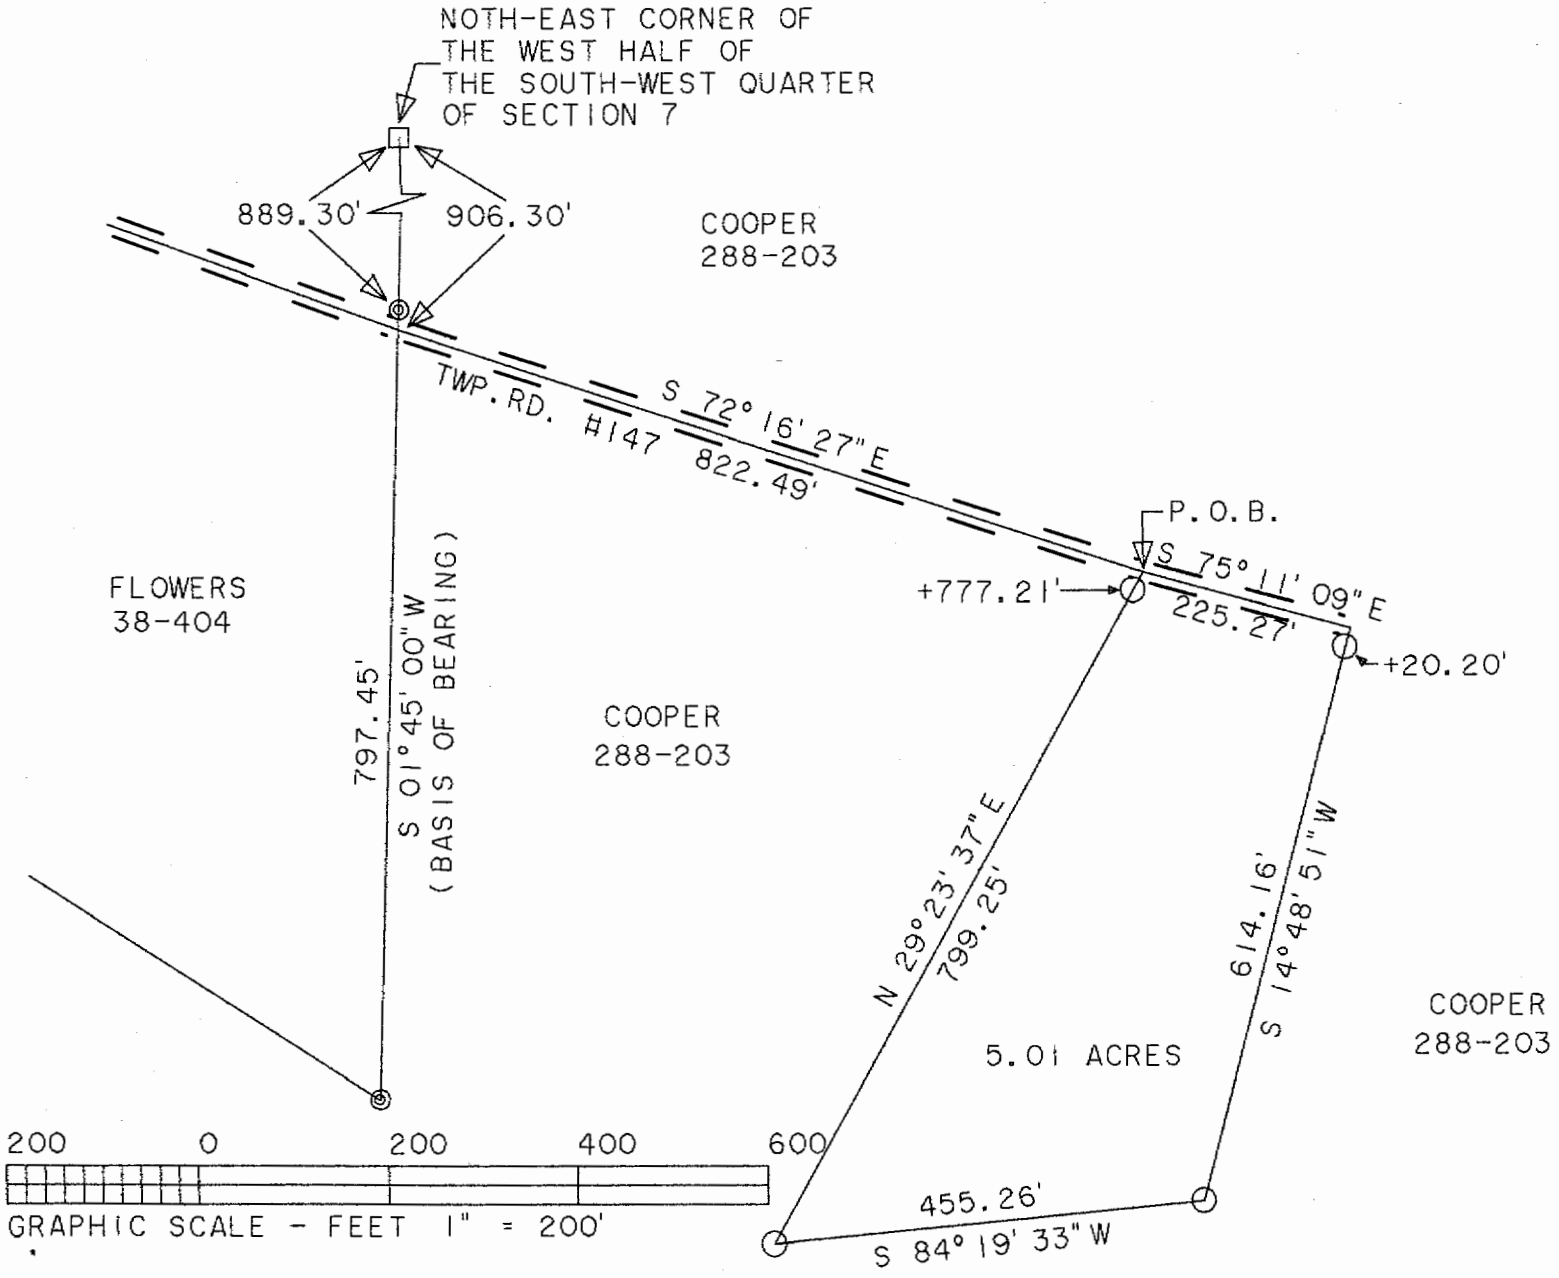 NOTH-EAST CORNER OF
THE WEST HALF OF
THE SOUTH-WEST QUARTER
OF SECTION 7
889.30'
906.30'
COOPER
288-203
S 72° 16' 27" E
TWP. RD. #147
822.49'
P.O.B.
S 75° 11' 09" E
225.27'
+777.21'
+20.20'
FLOWERS
38-404
797.45'
S 01° 45' 00" W
(BASIS OF BEARING)
COOPER
288-203
N 29° 23' 37" E
799.25'
614.16'
S 14° 48' 51" W
COOPER
288-203
5.01 ACRES
200 0 200 400 600
GRAPHIC SCALE - FEET 1" = 200'
455.26'
S 84° 19' 33" W